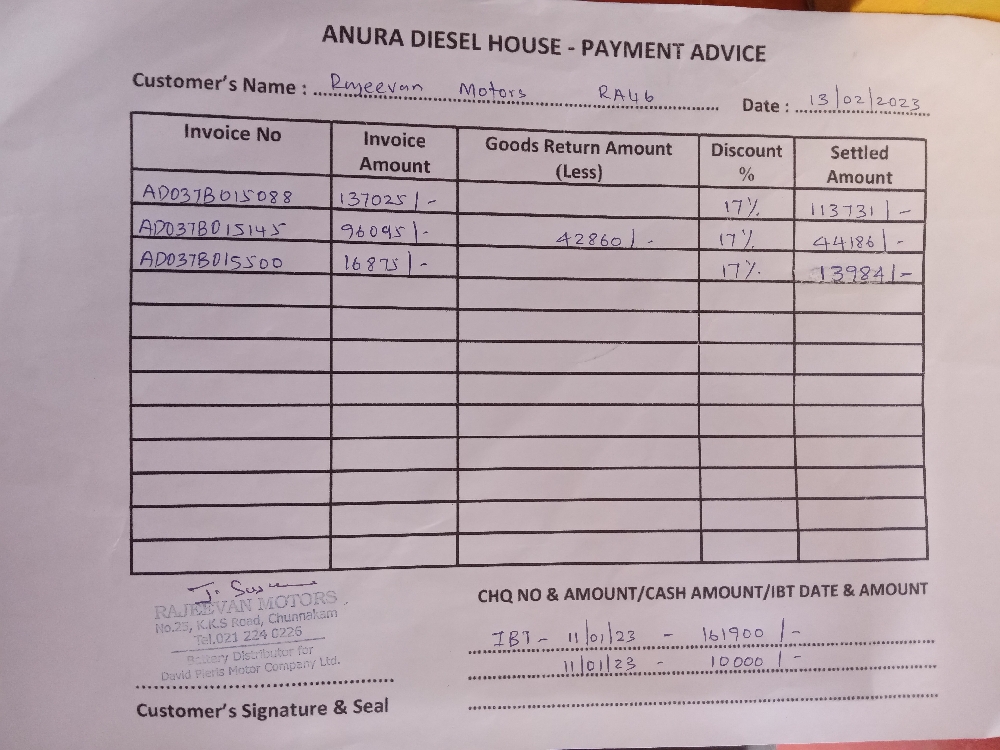 ANURA DIESEL HOUSE - PAYMENT ADVICE
Customer's Name : Rajeevan Motors RA46
Date : 13/02/2023
Invoice No Invoice Amount Goods Return Amount (Less) Discount % Settled Amount
AD037B015088 137025/- 17% 113731/-
AD037B015145 96095/- 42860/- 17% 44186/-
AD037B015500 16875/- 17% 13984/-
CHQ NO & AMOUNT/CASH AMOUNT/IBT DATE & AMOUNT
IBT - 11/01/23 - 161900/-
11/01/23 - 10000/-
RAJEEVAN MOTORS
No.25, K.K.S Road, Chunnakam
Tel.021 224 0226
Battery Distributor for
David Pieris Motor Company Ltd.
Customer's Signature & Seal